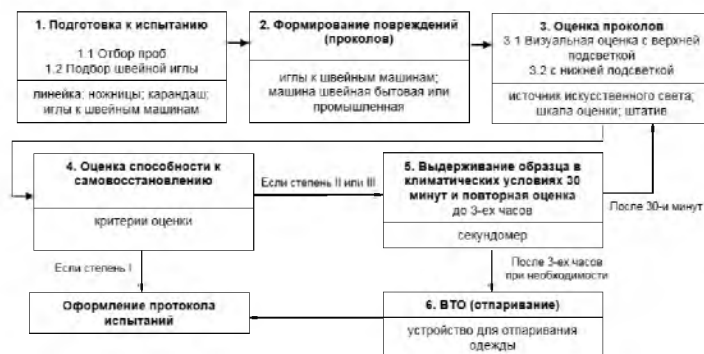 1. Подготовка к испытанию
1.1 Отбор проб
1.2 Подбор швейной иглы
линейка; ножницы; карандаш;
иглы к швейным машинам
2. Формирование повреждений
(проколов)
иглы к швейным машинам;
машина швейная бытовая или
промышленная
3. Оценка проколов
3.1 Визуальная оценка с верхней
подсветкой
3.2 с нижней подсветкой
источник искусственного света;
шкала оценки; штатив
4. Оценка способности к
самовосстановлению
критерии оценки
Если степень II или III
5. Выдерживание образца в
климатических условиях 30
минут и повторная оценка
до 3-ех часов
секундомер
После 30-и минут
Если степень I
После 3-ех часов
при необходимости
Оформление протокола
испытаний
6. ВТО (отпаривание)
устройство для отпаривания
одежды